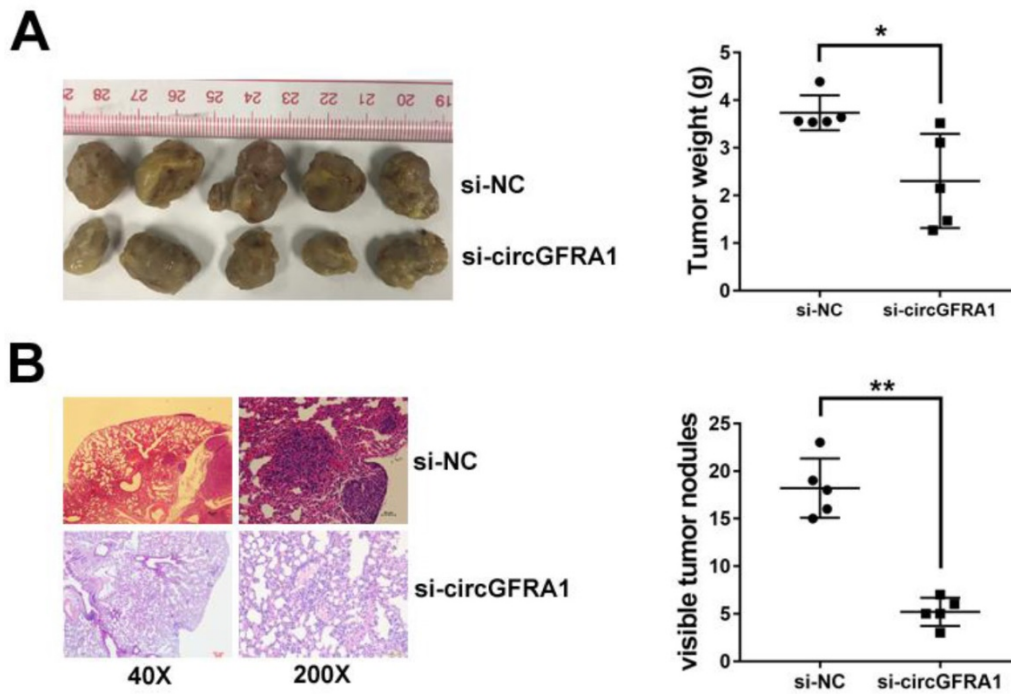 A
29 28 27 26 25 24 23 22 21 20 19
si-NC
si-circGFRA1
*
Tumor weight (g)
5
4
3
2
1
0
si-NC
si-circGFRA1
B
si-NC
si-circGFRA1
40X
200X
**
visible tumor nodules
25
20
15
10
5
0
si-NC
si-circGFRA1